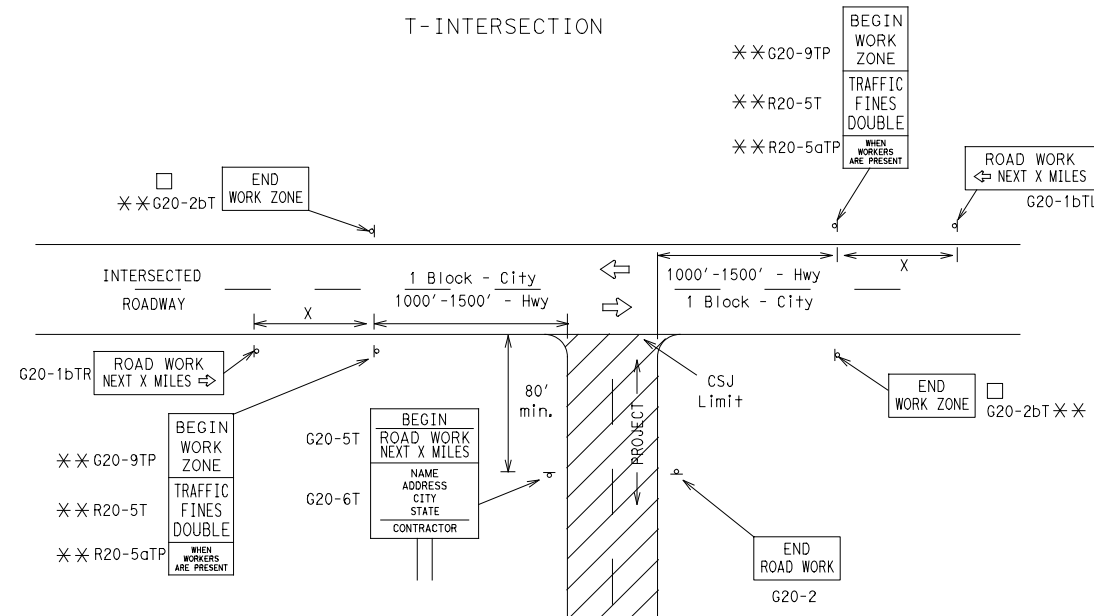 T-INTERSECTION
BEGIN
WORK
ZONE
TRAFFIC
FINES
DOUBLE
WHEN
WORKERS
ARE PRESENT
**G20-9TP
**R20-5T
**R20-5aTP
ROAD WORK
⇦ NEXT X MILES
G20-1bTL
□
**G20-2bT
END
WORK ZONE
INTERSECTED
ROADWAY
X
1 Block - City
1000'-1500' - Hwy
1000'-1500' - Hwy
1 Block - City
X
G20-1bTR
ROAD WORK
NEXT X MILES ⇨
80'
min.
PROJECT
CSJ
Limit
END
WORK ZONE
□
G20-2bT **
**G20-9TP
**R20-5T
**R20-5aTP
BEGIN
WORK
ZONE
TRAFFIC
FINES
DOUBLE
WHEN
WORKERS
ARE PRESENT
G20-5T
G20-6T
BEGIN
ROAD WORK
NEXT X MILES
NAME
ADDRESS
CITY
STATE
CONTRACTOR
END
ROAD WORK
G20-2